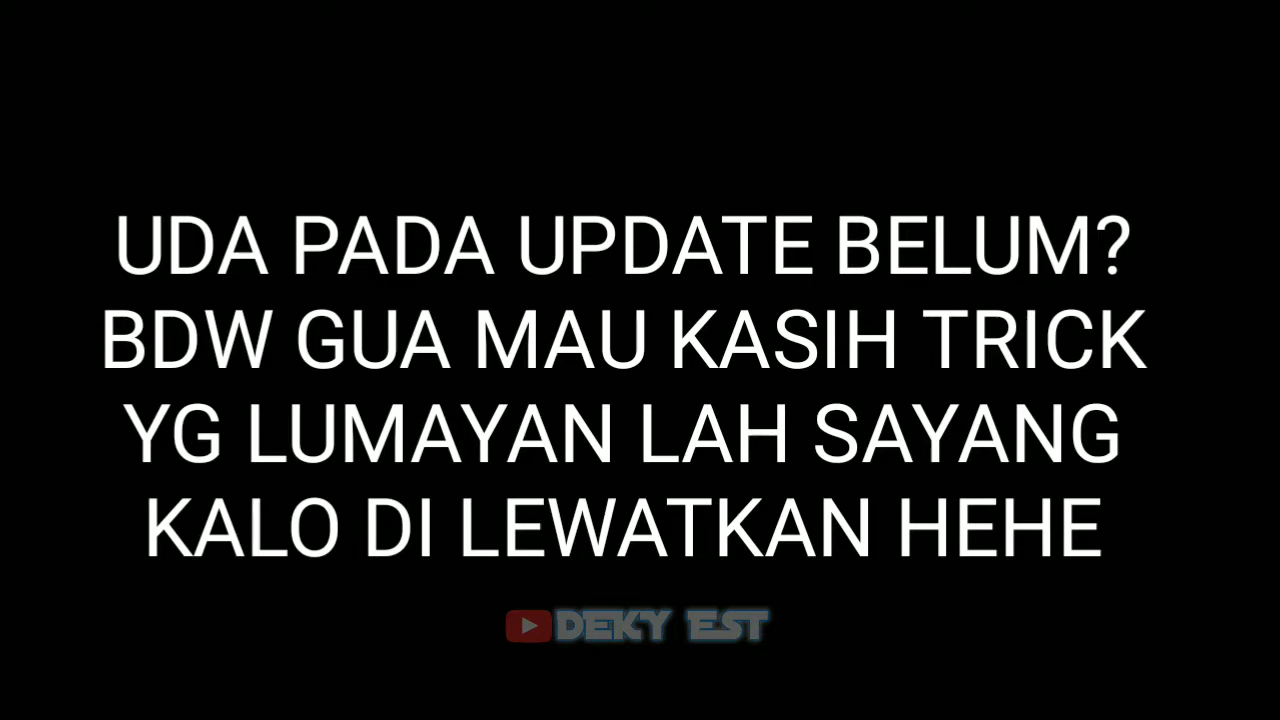 UDA PADA UPDATE BELUM?
BDW GUA MAU KASIH TRICK
YG LUMAYAN LAH SAYANG
KALO DI LEWATKAN HEHE
DEKY EST